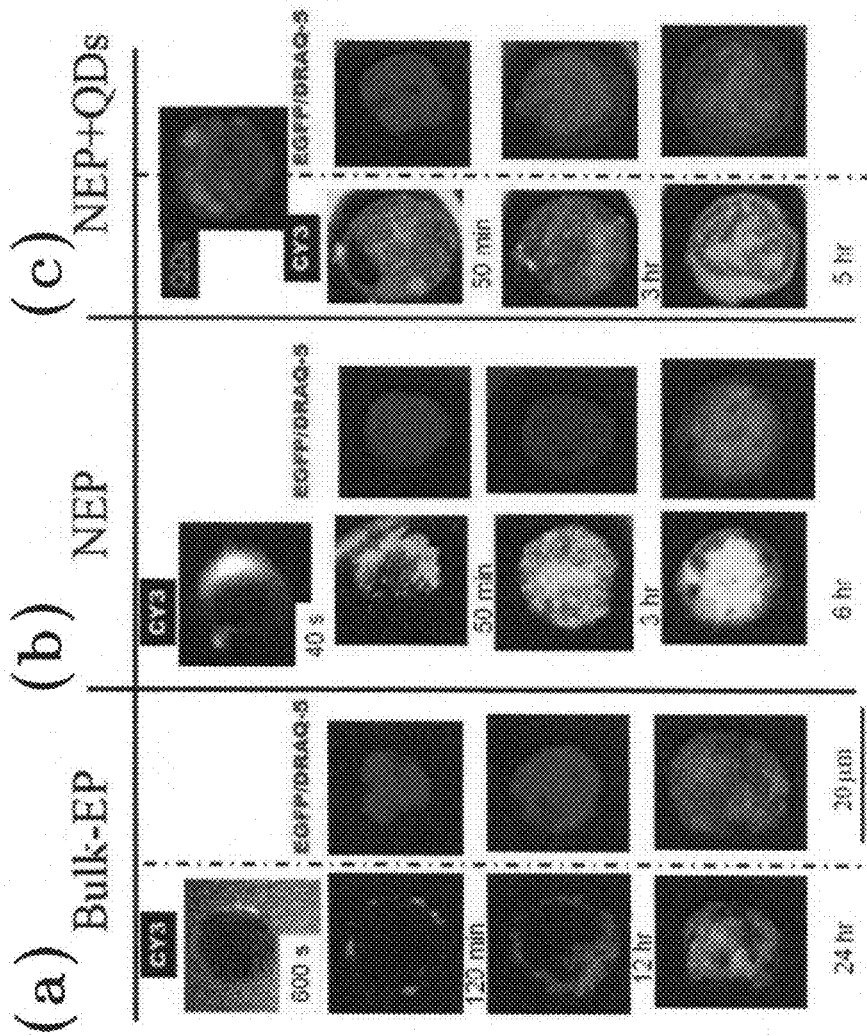 (a)
Bulk-EP
CY3
600 s
EGFP/DRAQ-5
120 min
12 hr
24 hr
20 µm
(b)
NEP
CY3
40 s
EGFP/DRAQ-5
50 min
3 hr
6 hr
(c)
NEP+QDs
CY3
EGFP/DRAQ-5
50 min
3 hr
5 hr